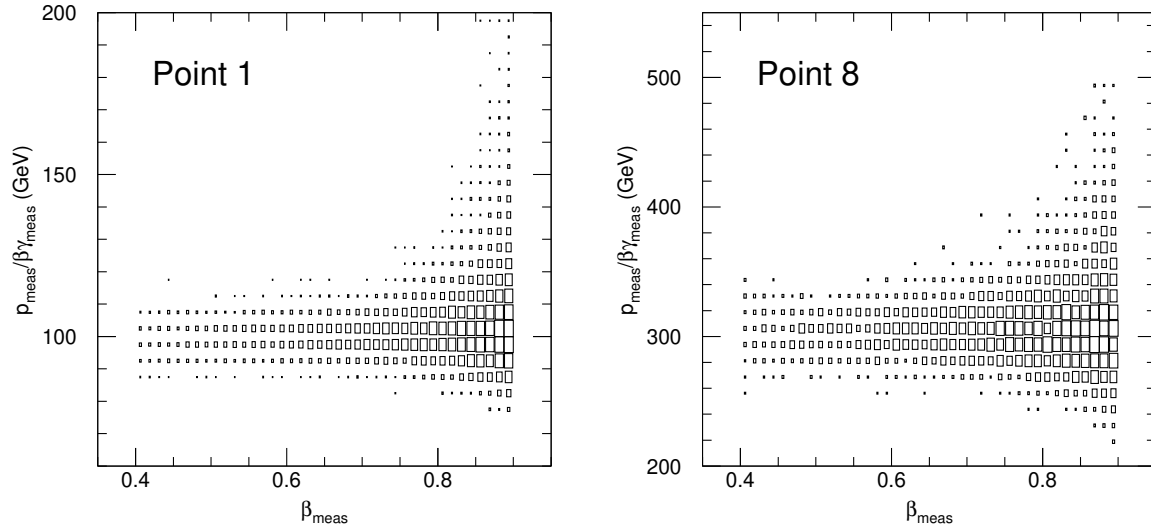 Point 1
p_meas/βγ_meas (GeV)
200
150
100
0.4 0.6 0.8
β_meas
Point 8
p_meas/βγ_meas (GeV)
500
400
300
200
0.4 0.6 0.8
β_meas